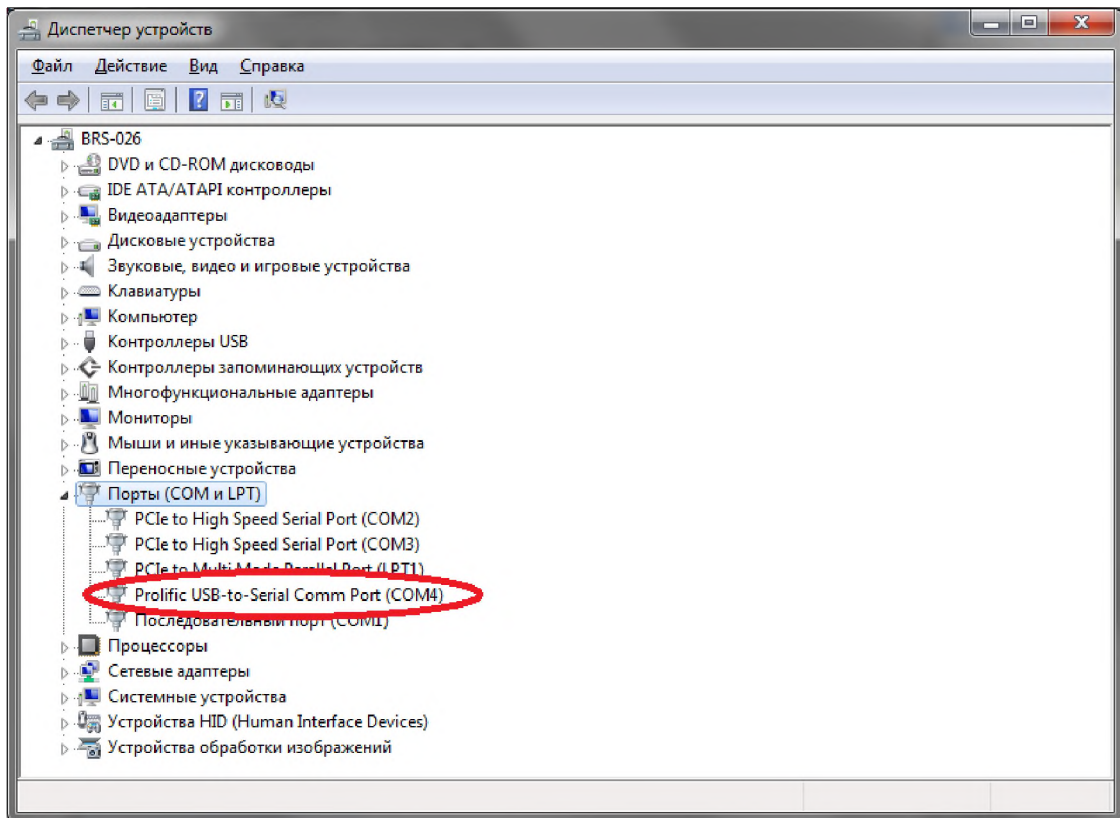 Диспетчер устройств
Файл Действие Вид Справка
BRS-026
DVD и CD-ROM дисководы
IDE ATA/ATAPI контроллеры
Видеоадаптеры
Дисковые устройства
Звуковые, видео и игровые устройства
Клавиатуры
Компьютер
Контроллеры USB
Контроллеры запоминающих устройств
Многофункциональные адаптеры
Мониторы
Мыши и иные указывающие устройства
Переносные устройства
Порты (COM и LPT)
PCIe to High Speed Serial Port (COM2)
PCIe to High Speed Serial Port (COM3)
PCIe to Multi Mode Parallel Port (LPT1)
Prolific USB-to-Serial Comm Port (COM4)
Последовательный порт (COM1)
Процессоры
Сетевые адаптеры
Системные устройства
Устройства HID (Human Interface Devices)
Устройства обработки изображений